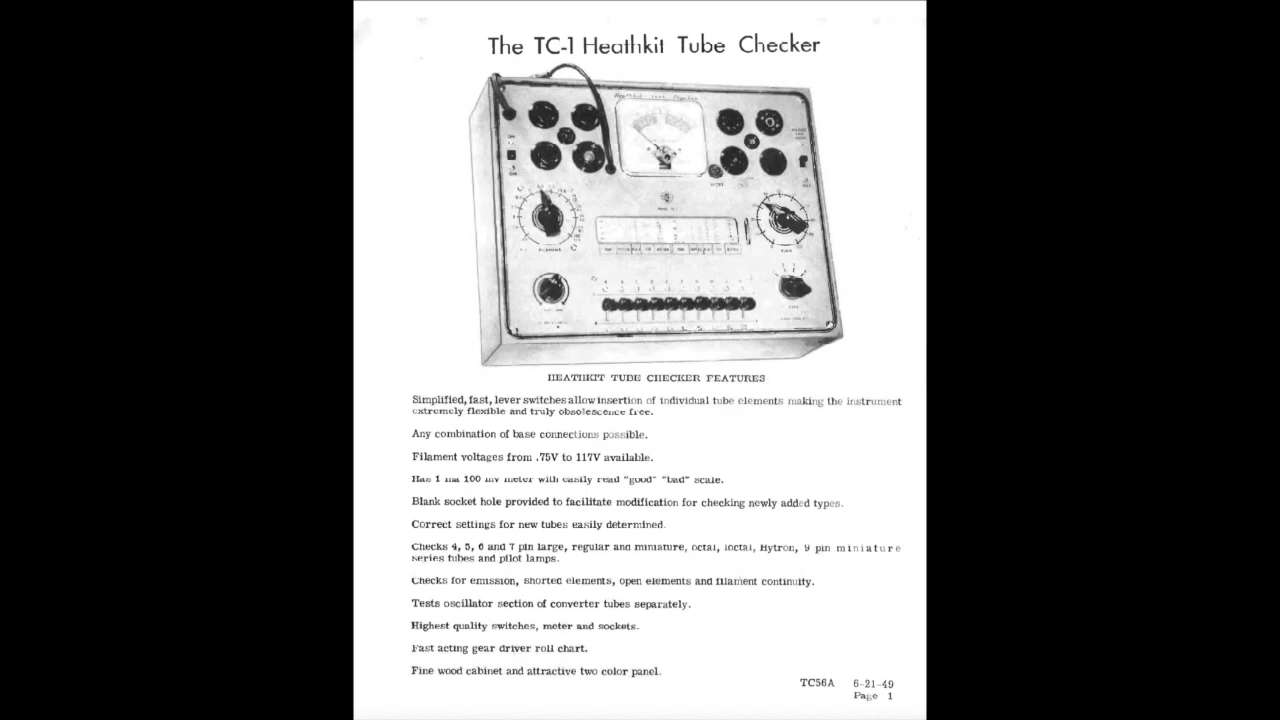 The TC-1 Heathkit Tube Checker
HEATHKIT TUBE CHECKER FEATURES
Simplified, fast, lever switches allow insertion of individual tube elements making the instrument
extremely flexible and truly obsolescence free.
Any combination of base connections possible.
Filament voltages from .75V to 117V available.
Has 1 ma 100 mv meter with easily read "good" "bad" scale.
Blank socket hole provided to facilitate modification for checking newly added types.
Correct settings for new tubes easily determined.
Checks 4, 5, 6 and 7 pin large, regular and miniature, octal, loctal, Hytron, 9 pin miniature
series tubes and pilot lamps.
Checks for emission, shorted elements, open elements and filament continuity.
Tests oscillator section of converter tubes separately.
Highest quality switches, meter and sockets.
Fast acting gear driver roll chart.
Fine wood cabinet and attractive two color panel.
TC56A 6-21-49
Page 1